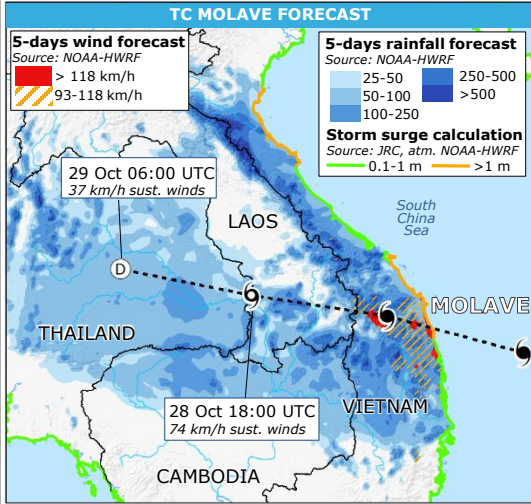 TC MOLAVE FORECAST
5-days wind forecast
Source: NOAA-HWRF
> 118 km/h
93-118 km/h
5-days rainfall forecast
Source: NOAA-HWRF
25-50
250-500
50-100
>500
100-250
Storm surge calculation
Source: JRC, atm. NOAA-HWRF
0.1-1 m
>1 m
29 Oct 06:00 UTC
37 km/h sust. winds
South
China
Sea
LAOS
D
MOLAVE
THAILAND
28 Oct 18:00 UTC
74 km/h sust. winds
VIETNAM
CAMBODIA